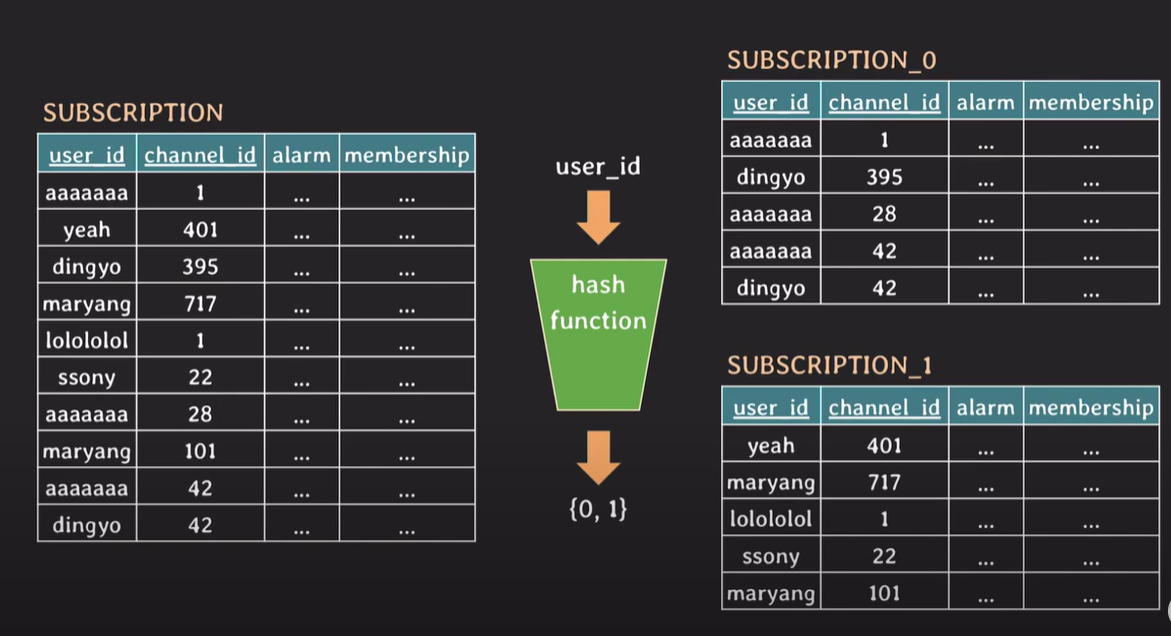 SUBSCRIPTION
user_id channel_id alarm membership
aaaaaaa 1 ... ...
yeah 401 ... ...
dingyo 395 ... ...
maryang 717 ... ...
lolololol 1 ... ...
ssony 22 ... ...
aaaaaaa 28 ... ...
maryang 101 ... ...
aaaaaaa 42 ... ...
dingyo 42 ... ...
user_id
hash
function
{0, 1}
SUBSCRIPTION_0
user_id channel_id alarm membership
aaaaaaa 1 ... ...
dingyo 395 ... ...
aaaaaaa 28 ... ...
aaaaaaa 42 ... ...
dingyo 42 ... ...
SUBSCRIPTION_1
user_id channel_id alarm membership
yeah 401 ... ...
maryang 717 ... ...
lolololol 1 ... ...
ssony 22 ... ...
maryang 101 ... ...